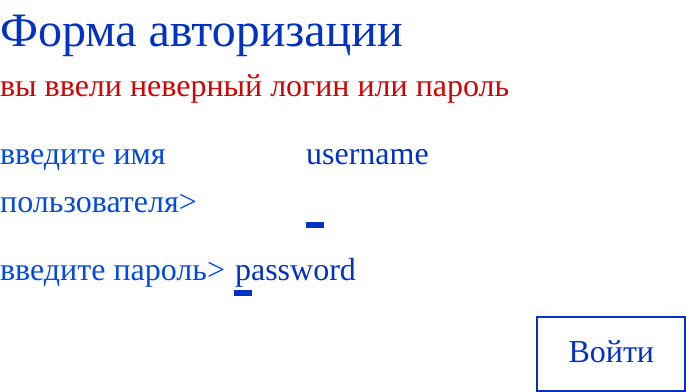 Форма авторизации
вы ввели неверный логин или пароль
введите имя username
пользователя>
введите пароль> password
Войти